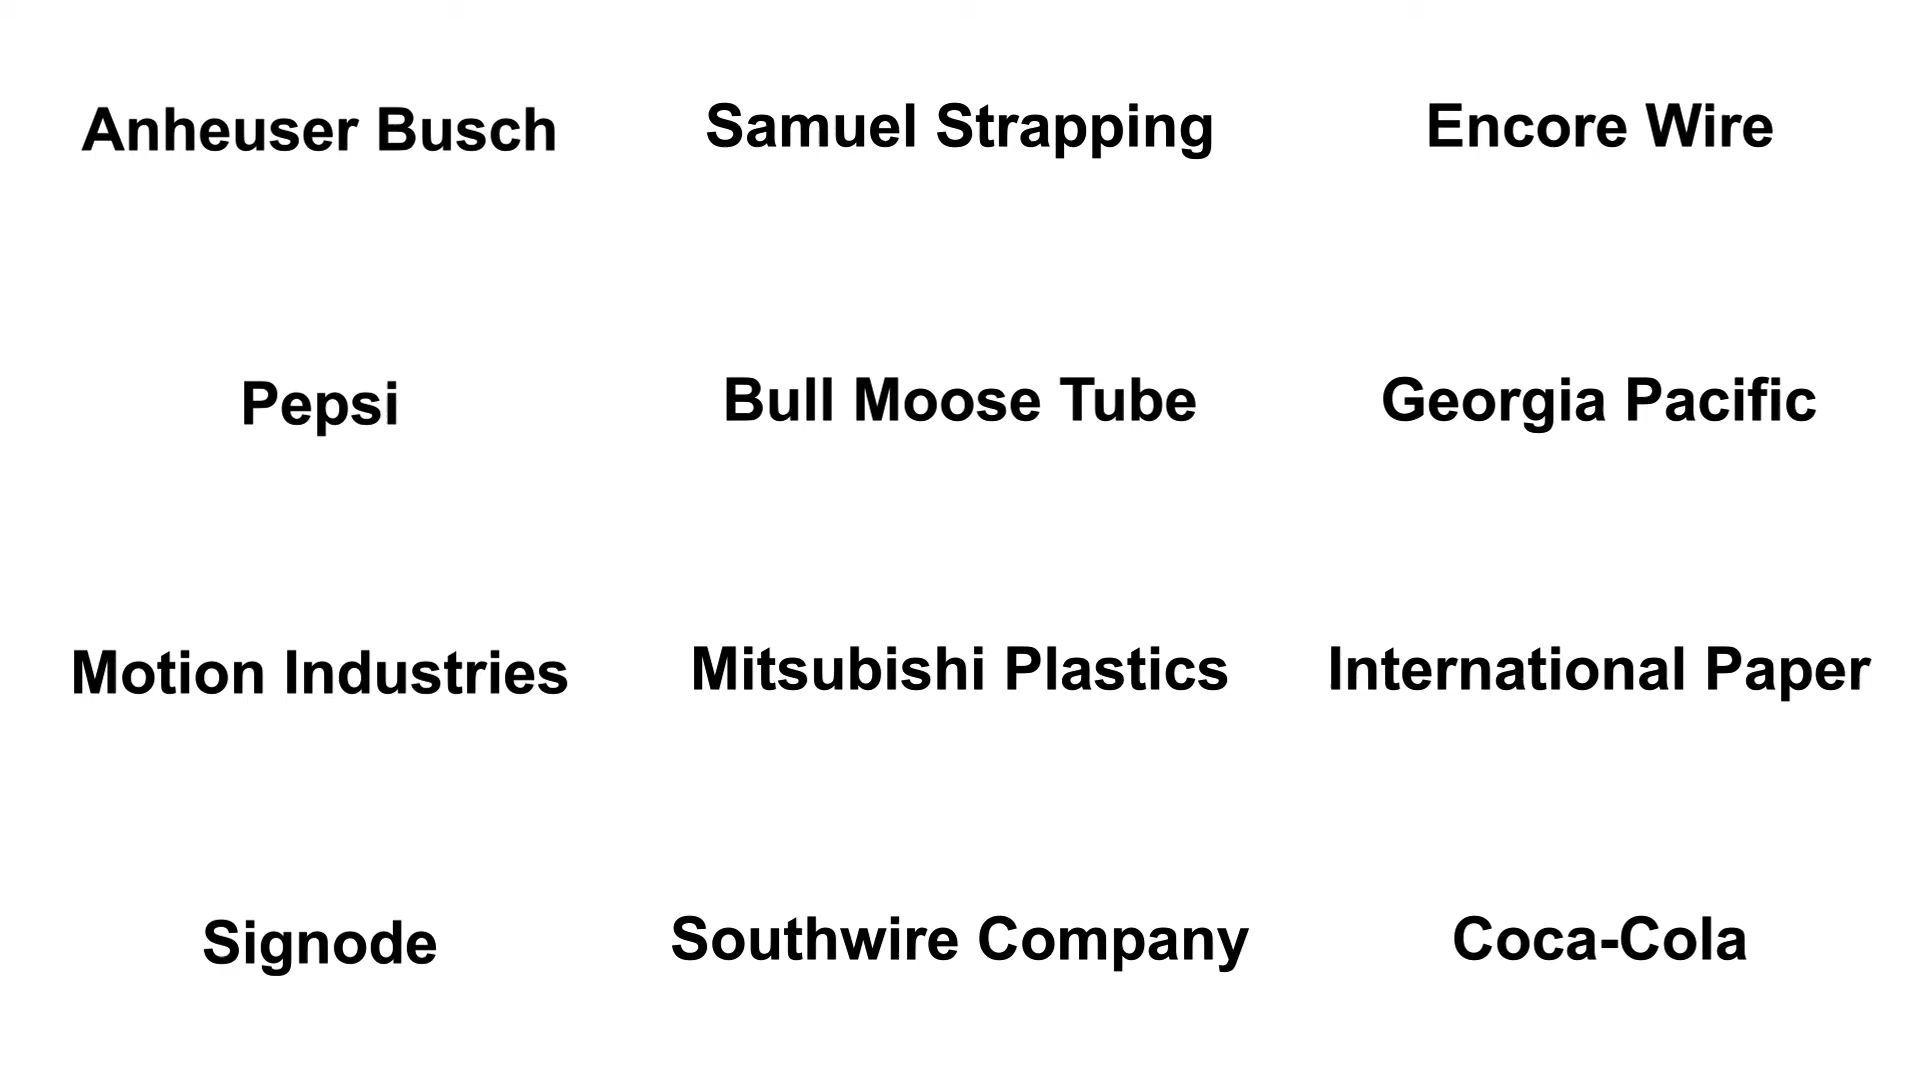 Anheuser Busch
Samuel Strapping
Encore Wire
Pepsi
Bull Moose Tube
Georgia Pacific
Motion Industries
Mitsubishi Plastics
International Paper
Signode
Southwire Company
Coca-Cola